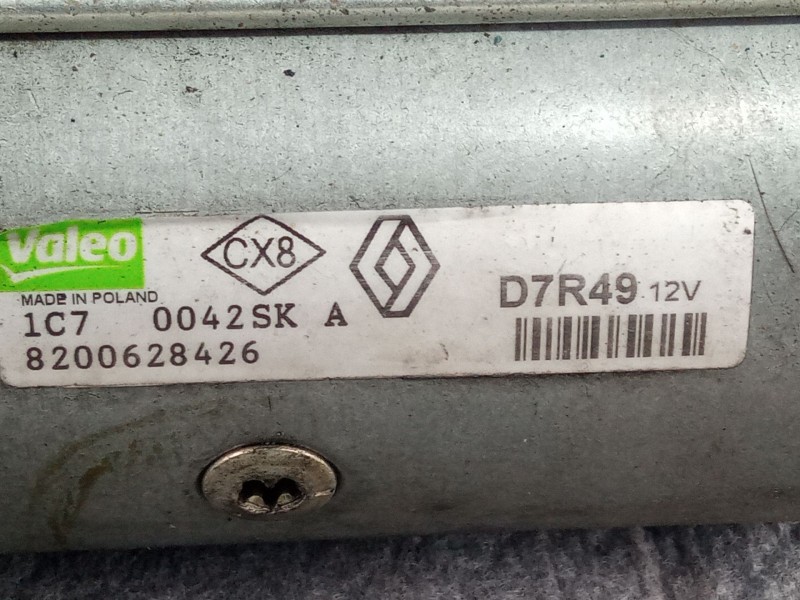 Valeo
CX8
D7R49 12V
MADE IN POLAND
1C7 0042SK A
8200628426